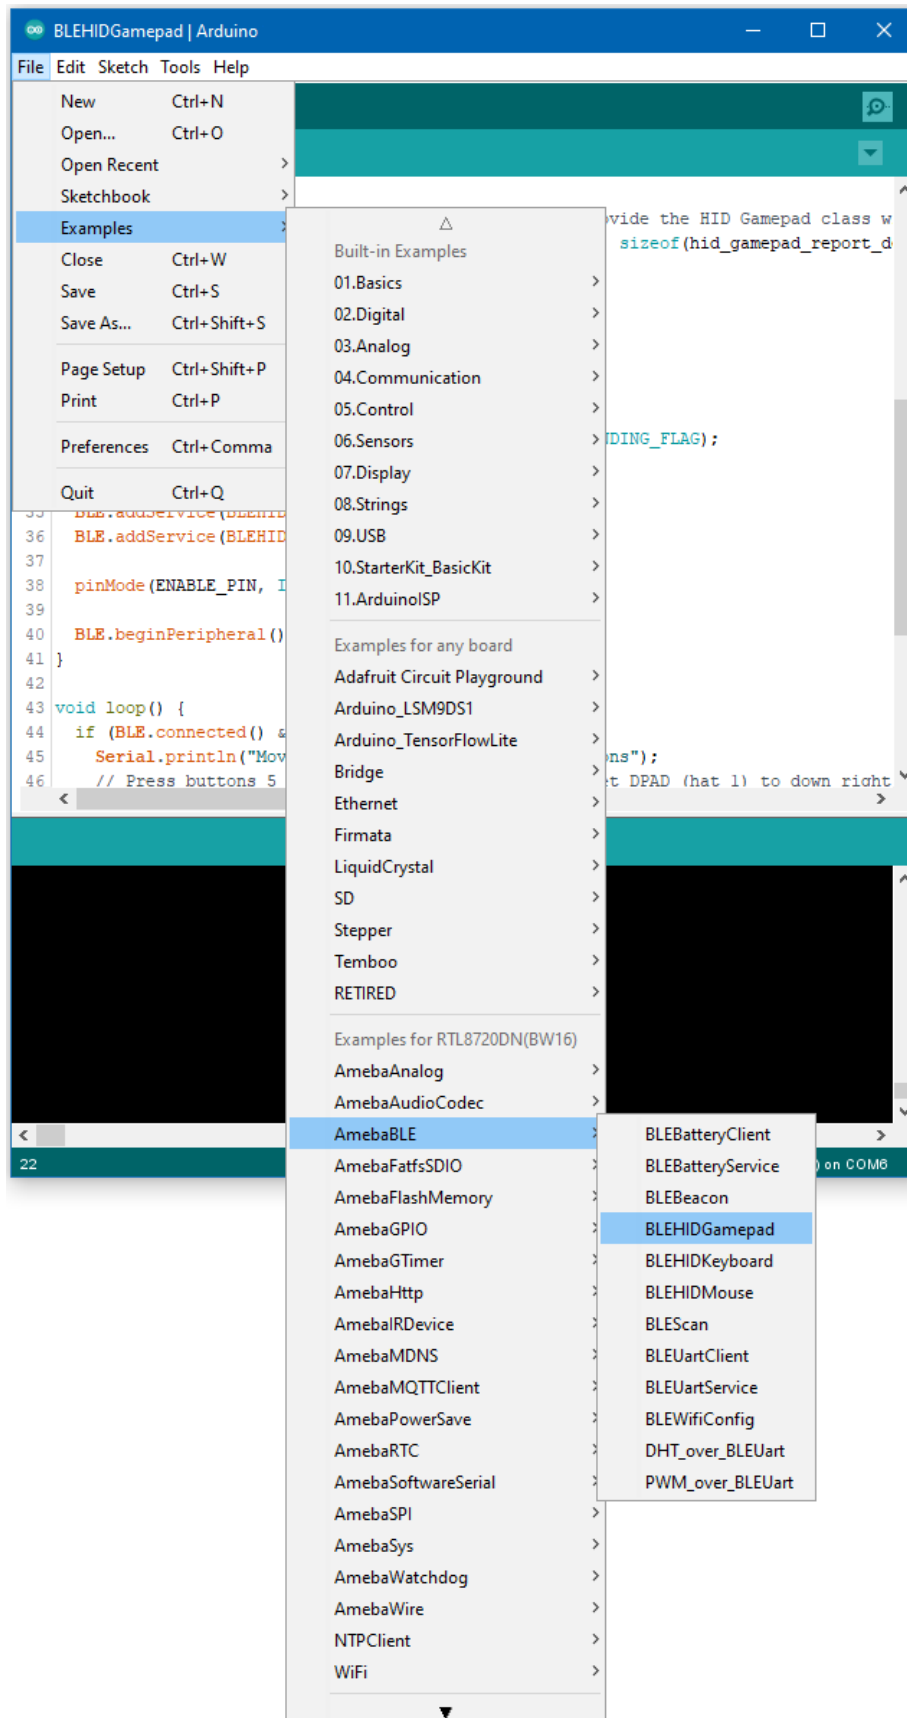 BLEHIDGamepad | Arduino
File Edit Sketch Tools Help
New Ctrl+N
Open... Ctrl+O
Open Recent
Sketchbook
Examples
Close Ctrl+W
Save Ctrl+S
Save As... Ctrl+Shift+S
Page Setup Ctrl+Shift+P
Print Ctrl+P
Preferences Ctrl+Comma
Quit Ctrl+Q
Built-in Examples
01.Basics
02.Digital
03.Analog
04.Communication
05.Control
06.Sensors
07.Display
08.Strings
09.USB
10.StarterKit_BasicKit
11.ArduinoISP
Examples for any board
Adafruit Circuit Playground
Arduino_LSM9DS1
Arduino_TensorFlowLite
Bridge
Ethernet
Firmata
LiquidCrystal
SD
Stepper
Temboo
RETIRED
Examples for RTL8720DN(BW16)
AmebaAnalog
AmebaAudioCodec
AmebaBLE
AmebaFatfsSDIO
AmebaFlashMemory
AmebaGPIO
AmebaGTimer
AmebaHttp
AmebaIRDevice
AmebaMDNS
AmebaMQTTClient
AmebaPowerSave
AmebaRTC
AmebaSoftwareSerial
AmebaSPI
AmebaSys
AmebaWatchdog
AmebaWire
NTPClient
WiFi
BLEBatteryClient
BLEBatteryService
BLEBeacon
BLEHIDGamepad
BLEHIDKeyboard
BLEHIDMouse
BLEScan
BLEUartClient
BLEUartService
BLEWifiConfig
DHT_over_BLEUart
PWM_over_BLEUart
ovide the HID Gamepad class w
sizeof(hid_gamepad_report_d
NDING_FLAG);
35 BLE.addService(BLEHID
36 BLE.addService(BLEHID
37
38 pinMode(ENABLE_PIN, I
39
40 BLE.beginPeripheral()
41 }
42
43 void loop() {
44 if (BLE.connected() &
45 Serial.println("Mov ns");
46 // Press buttons 5 et DPAD (hat 1) to down right
22 ) on COM6